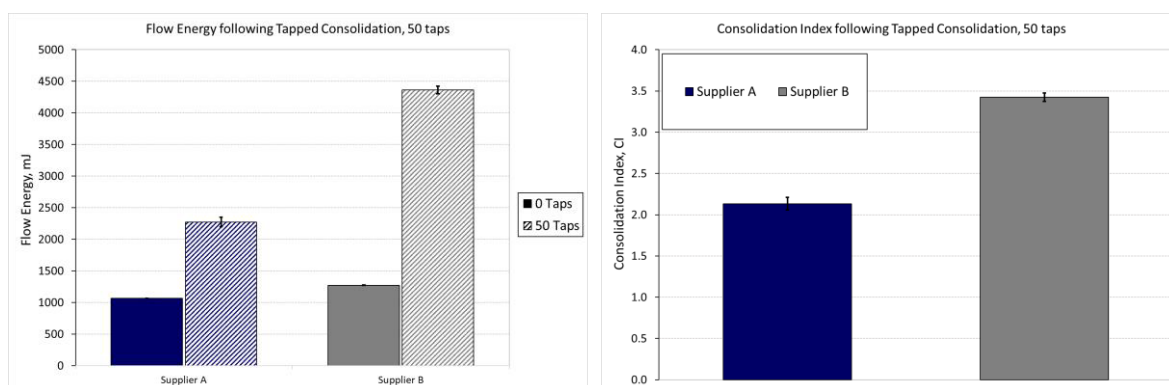 Flow Energy following Tapped Consolidation, 50 taps
Flow Energy, mJ
5000
4500
4000
3500
3000
2500
2000
1500
1000
500
0
Supplier A
Supplier B
0 Taps
50 Taps
Consolidation Index following Tapped Consolidation, 50 taps
Consolidation Index, CI
4.0
3.5
3.0
2.5
2.0
1.5
1.0
0.5
0.0
Supplier A
Supplier B